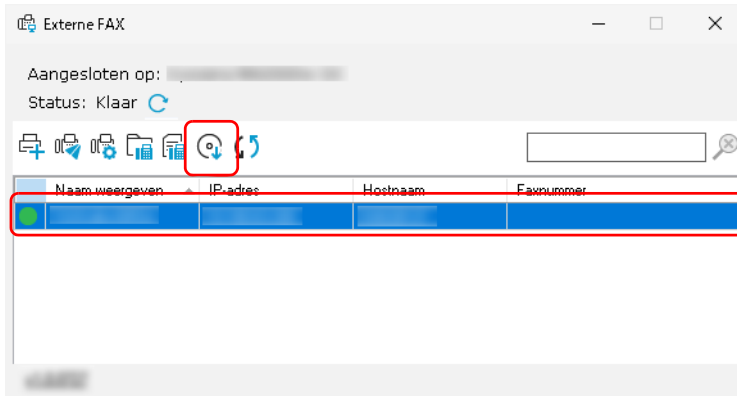 Externe FAX
Aangesloten op:
Status: Klaar
Naam weergeven IP-adres Hostnaam Faxnummer